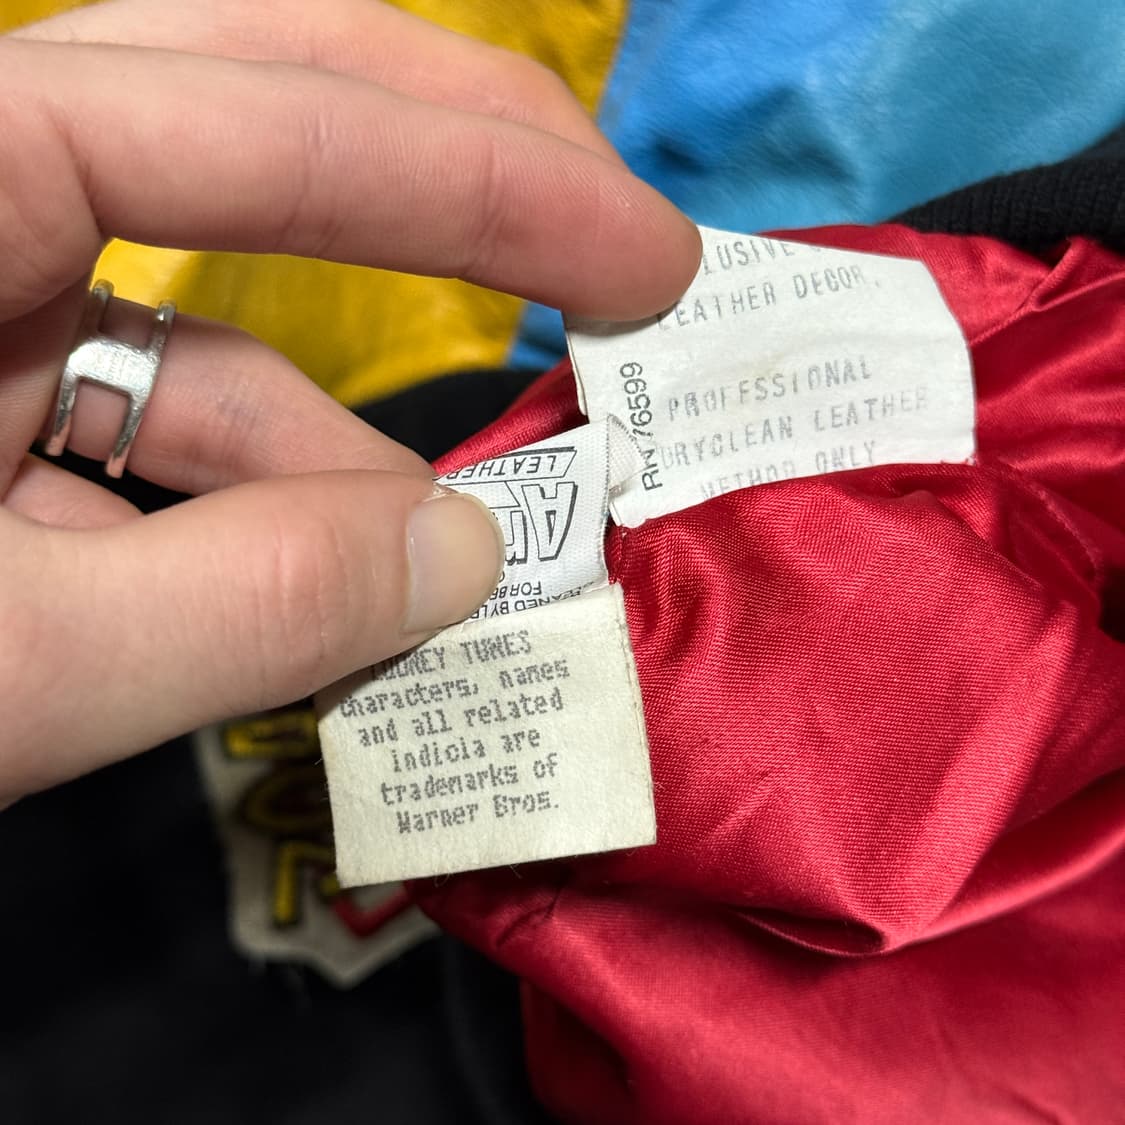 LUSIVE
LEATHER DECOR.
PROFESSIONAL
DRYCLEAN LEATHER
METHOD ONLY
RN 76599
LEATHER
LOONEY TUNES
characters, names
and all related
indicia are
trademarks of
Warner Bros.